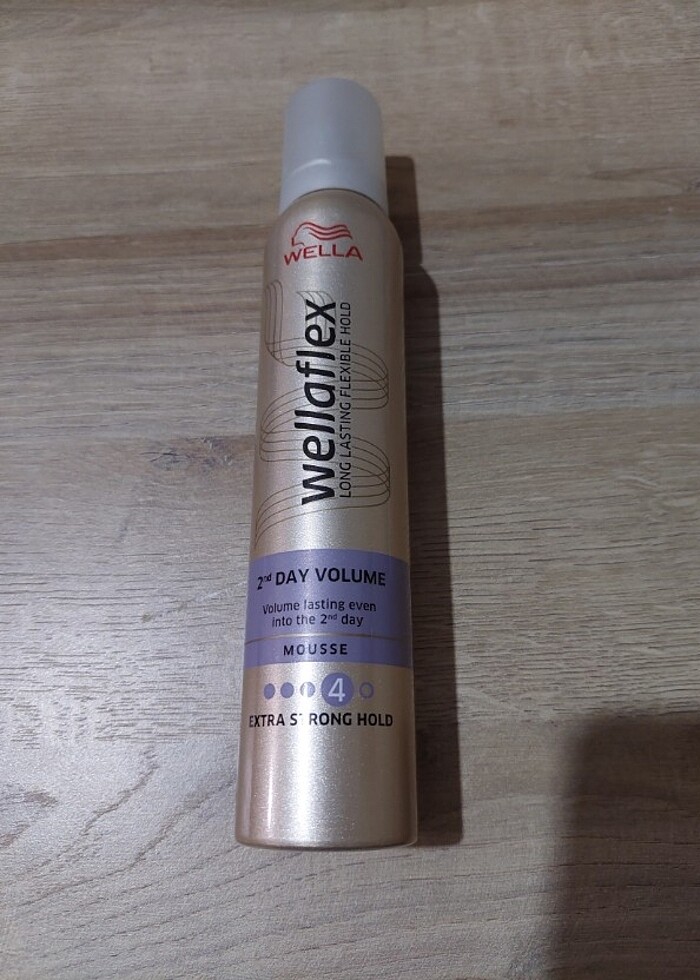 WELLA
wellaflex
LONG LASTING FLEXIBLE HOLD
2nd DAY VOLUME
Volume lasting even
into the 2nd day
MOUSSE
4
EXTRA STRONG HOLD